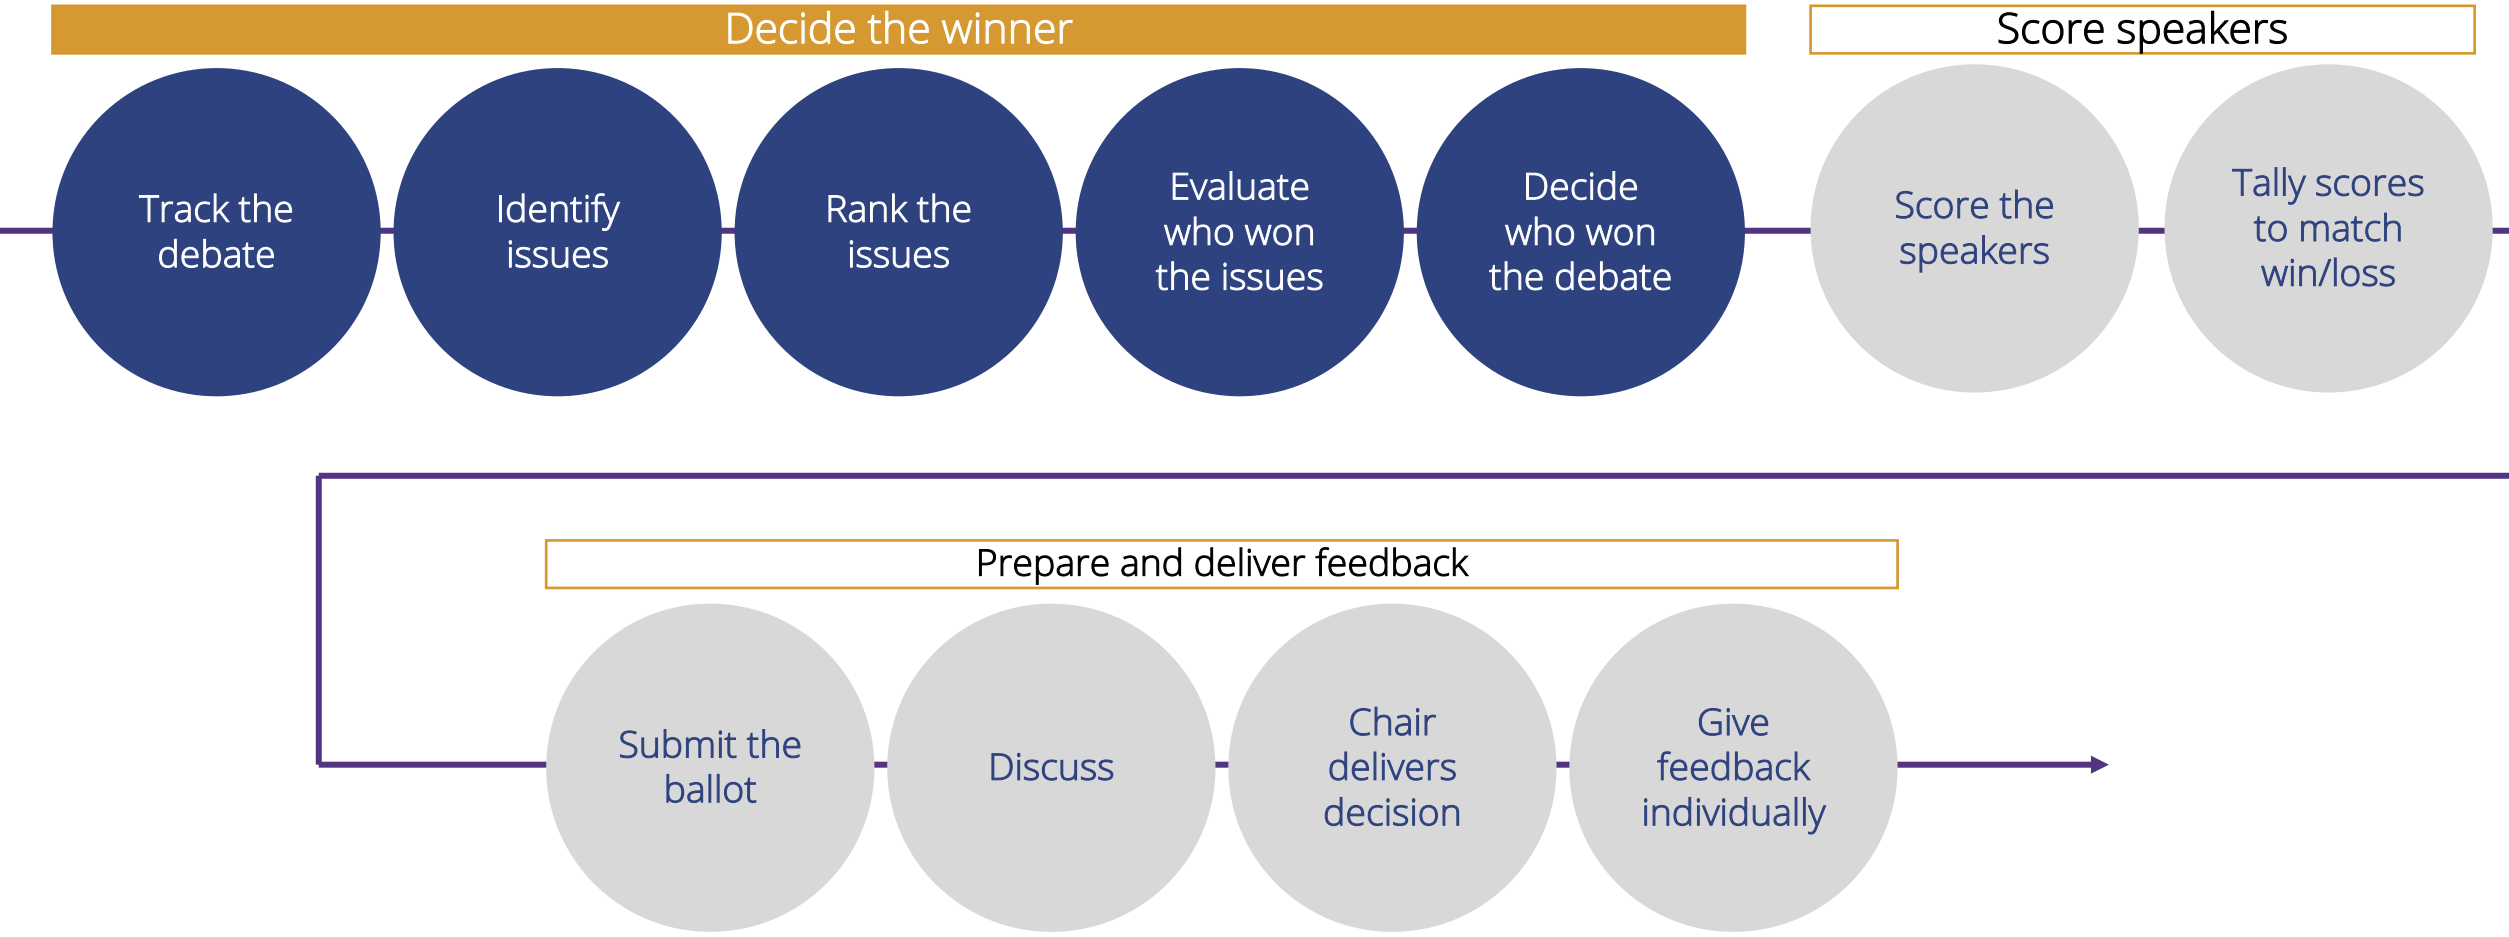 Decide the winner
Score speakers
Track the
debate
Identify
issues
Rank the
issues
Evaluate
who won
the issues
Decide
who won
the debate
Score the
speakers
Tally scores
to match
win/loss
Prepare and deliver feedback
Submit the
ballot
Discuss
Chair
delivers
decision
Give
feedback
individually